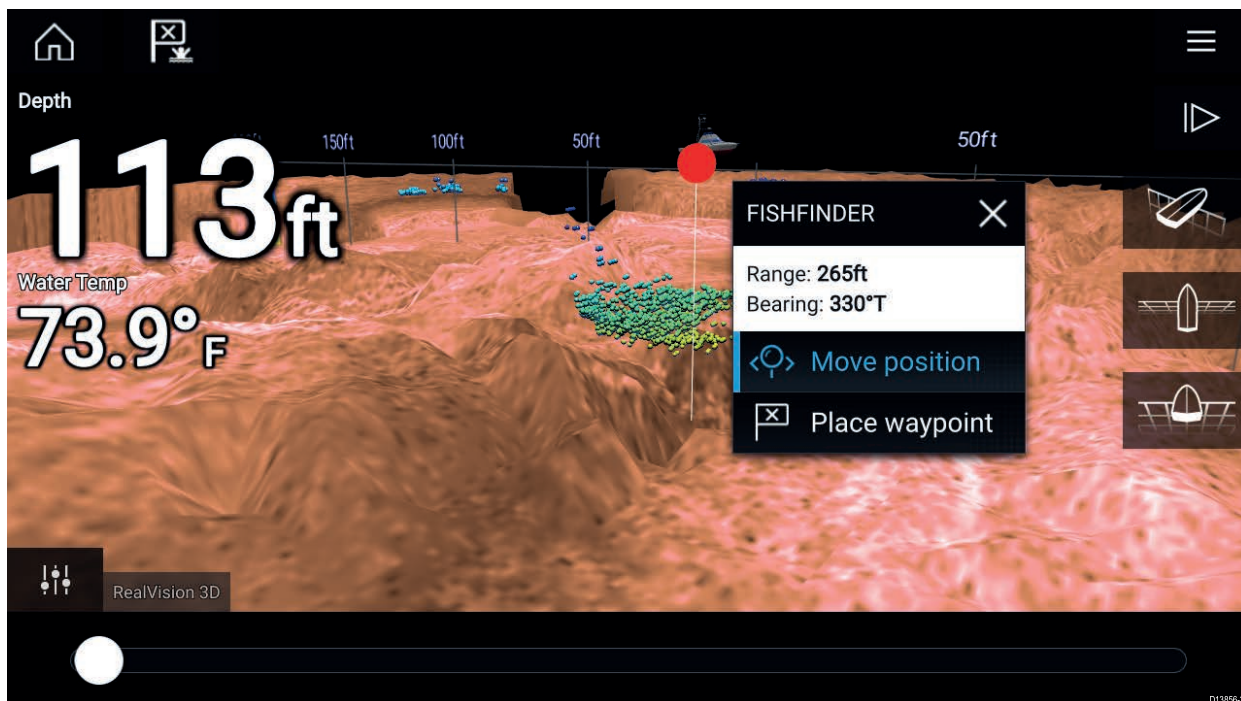 Depth
113ft
150ft
100ft
50ft
50ft
Water Temp
73.9°F
FISHFINDER
Range: 265ft
Bearing: 330°T
Move position
Place waypoint
RealVision 3D